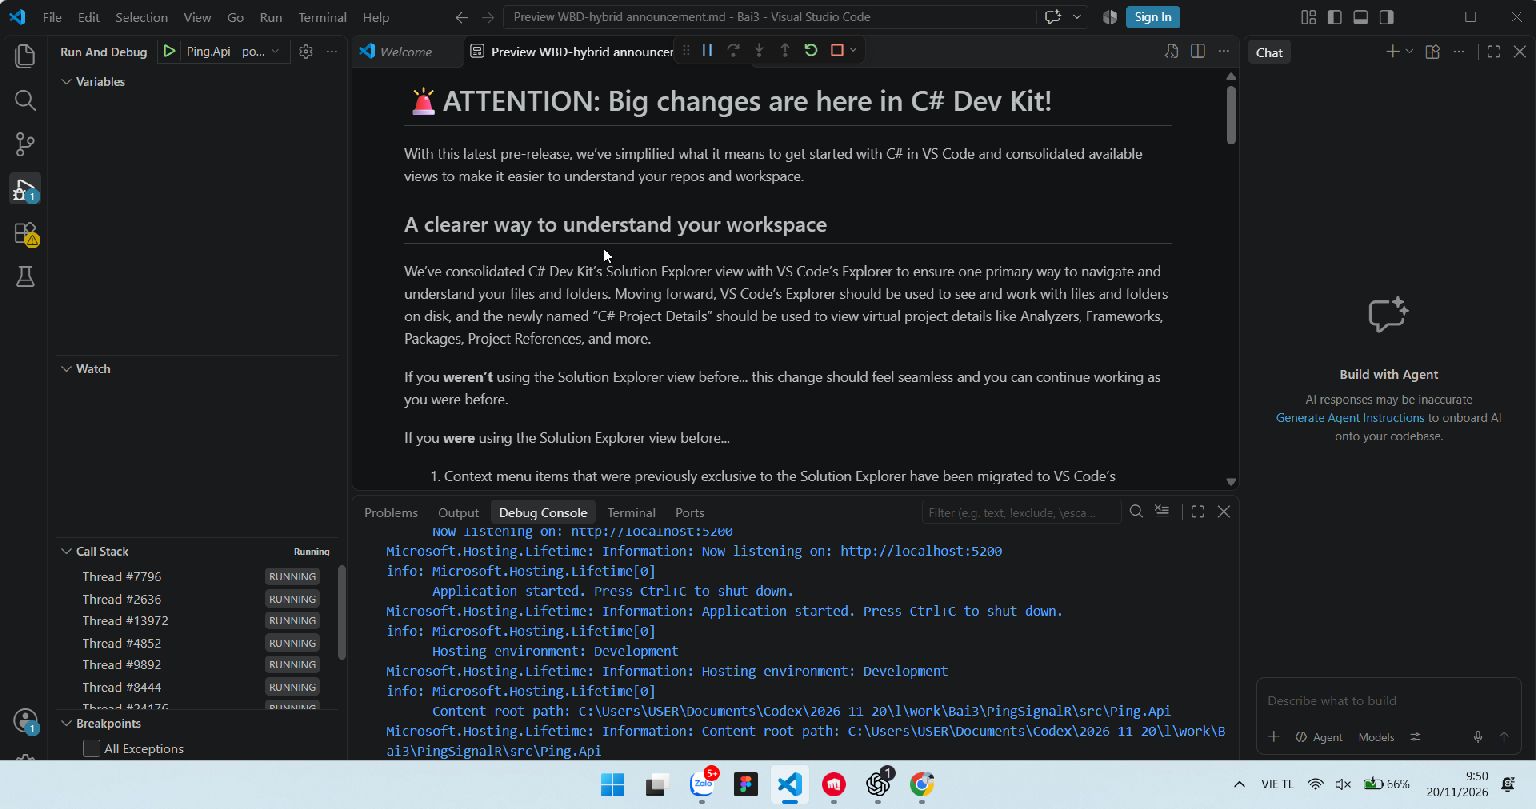 File Edit Selection View Go Run Terminal Help
Preview WBD-hybrid announcement.md - Bai3 - Visual Studio Code
Sign In
Run And Debug
Ping.Api po...
Variables
Watch
Call Stack
Running
Thread #7796 RUNNING
Thread #2636 RUNNING
Thread #13972 RUNNING
Thread #4852 RUNNING
Thread #9892 RUNNING
Thread #8444 RUNNING
Thread #24176 RUNNING
Breakpoints
All Exceptions
1
1
Welcome
Preview WBD-hybrid announcer
ATTENTION: Big changes are here in C# Dev Kit!
With this latest pre-release, we've simplified what it means to get started with C# in VS Code and consolidated available
views to make it easier to understand your repos and workspace.
A clearer way to understand your workspace
We've consolidated C# Dev Kit's Solution Explorer view with VS Code's Explorer to ensure one primary way to navigate and
understand your files and folders. Moving forward, VS Code's Explorer should be used to see and work with files and folders
on disk, and the newly named “C# Project Details” should be used to view virtual project details like Analyzers, Frameworks,
Packages, Project References, and more.
If you weren't using the Solution Explorer view before... this change should feel seamless and you can continue working as
you were before.
If you were using the Solution Explorer view before...
1. Context menu items that were previously exclusive to the Solution Explorer have been migrated to VS Code's
Problems Output Debug Console Terminal Ports
Filter (e.g. text, !exclude, \esca...
Now listening on: http://localhost:5200
Microsoft.Hosting.Lifetime: Information: Now listening on: http://localhost:5200
info: Microsoft.Hosting.Lifetime[0]
Application started. Press Ctrl+C to shut down.
Microsoft.Hosting.Lifetime: Information: Application started. Press Ctrl+C to shut down.
info: Microsoft.Hosting.Lifetime[0]
Hosting environment: Development
Microsoft.Hosting.Lifetime: Information: Hosting environment: Development
info: Microsoft.Hosting.Lifetime[0]
Content root path: C:\Users\USER\Documents\Codex\2026 11 20\l\work\Bai3\PingSignalR\src\Ping.Api
Microsoft.Hosting.Lifetime: Information: Content root path: C:\Users\USER\Documents\Codex\2026 11 20\l\work\B
ai3\PingSignalR\src\Ping.Api
Chat
Build with Agent
AI responses may be inaccurate
Generate Agent Instructions to onboard AI
onto your codebase.
Describe what to build
Agent Models
Zalo
5+
1
VIE TL
66%
9:50
20/11/2026